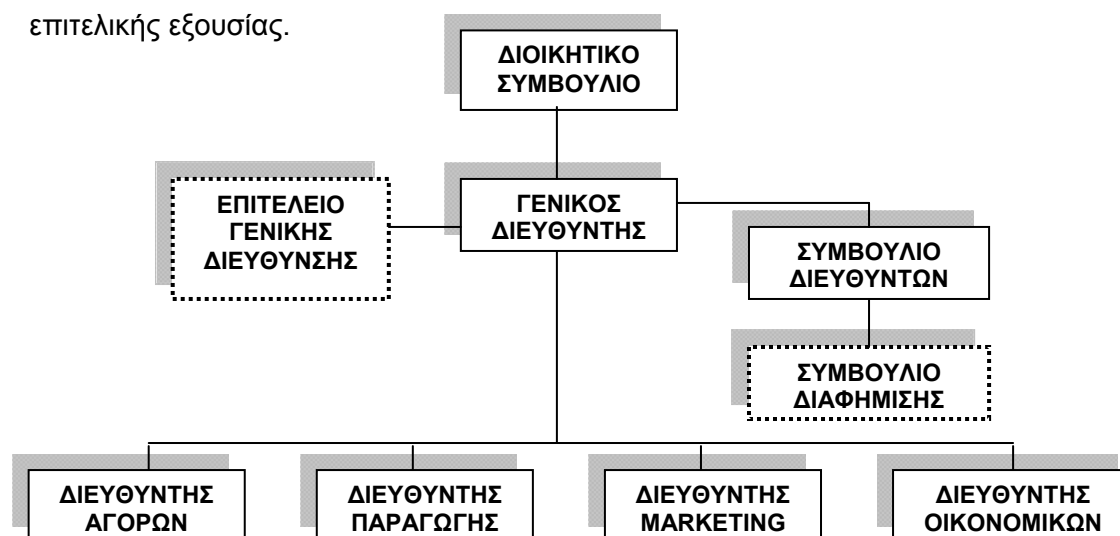 επιτελικής εξουσίας.
ΔΙΟΙΚΗΤΙΚΟ
ΣΥΜΒΟΥΛΙΟ
ΕΠΙΤΕΛΕΙΟ
ΓΕΝΙΚΗΣ
ΔΙΕΥΘΥΝΣΗΣ
ΓΕΝΙΚΟΣ
ΔΙΕΥΘΥΝΤΗΣ
ΣΥΜΒΟΥΛΙΟ
ΔΙΕΥΘΥΝΤΩΝ
ΣΥΜΒΟΥΛΙΟ
ΔΙΑΦΗΜΙΣΗΣ
ΔΙΕΥΘΥΝΤΗΣ
ΑΓΟΡΩΝ
ΔΙΕΥΘΥΝΤΗΣ
ΠΑΡΑΓΩΓΗΣ
ΔΙΕΥΘΥΝΤΗΣ
MARKETING
ΔΙΕΥΘΥΝΤΗΣ
ΟΙΚΟΝΟΜΙΚΩΝ